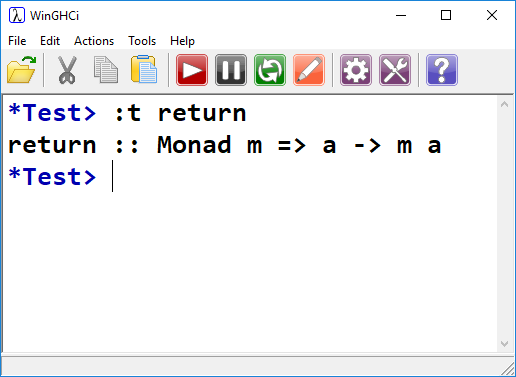 WinGHCi
File Edit Actions Tools Help
*Test> :t return
return :: Monad m => a -> m a
*Test>